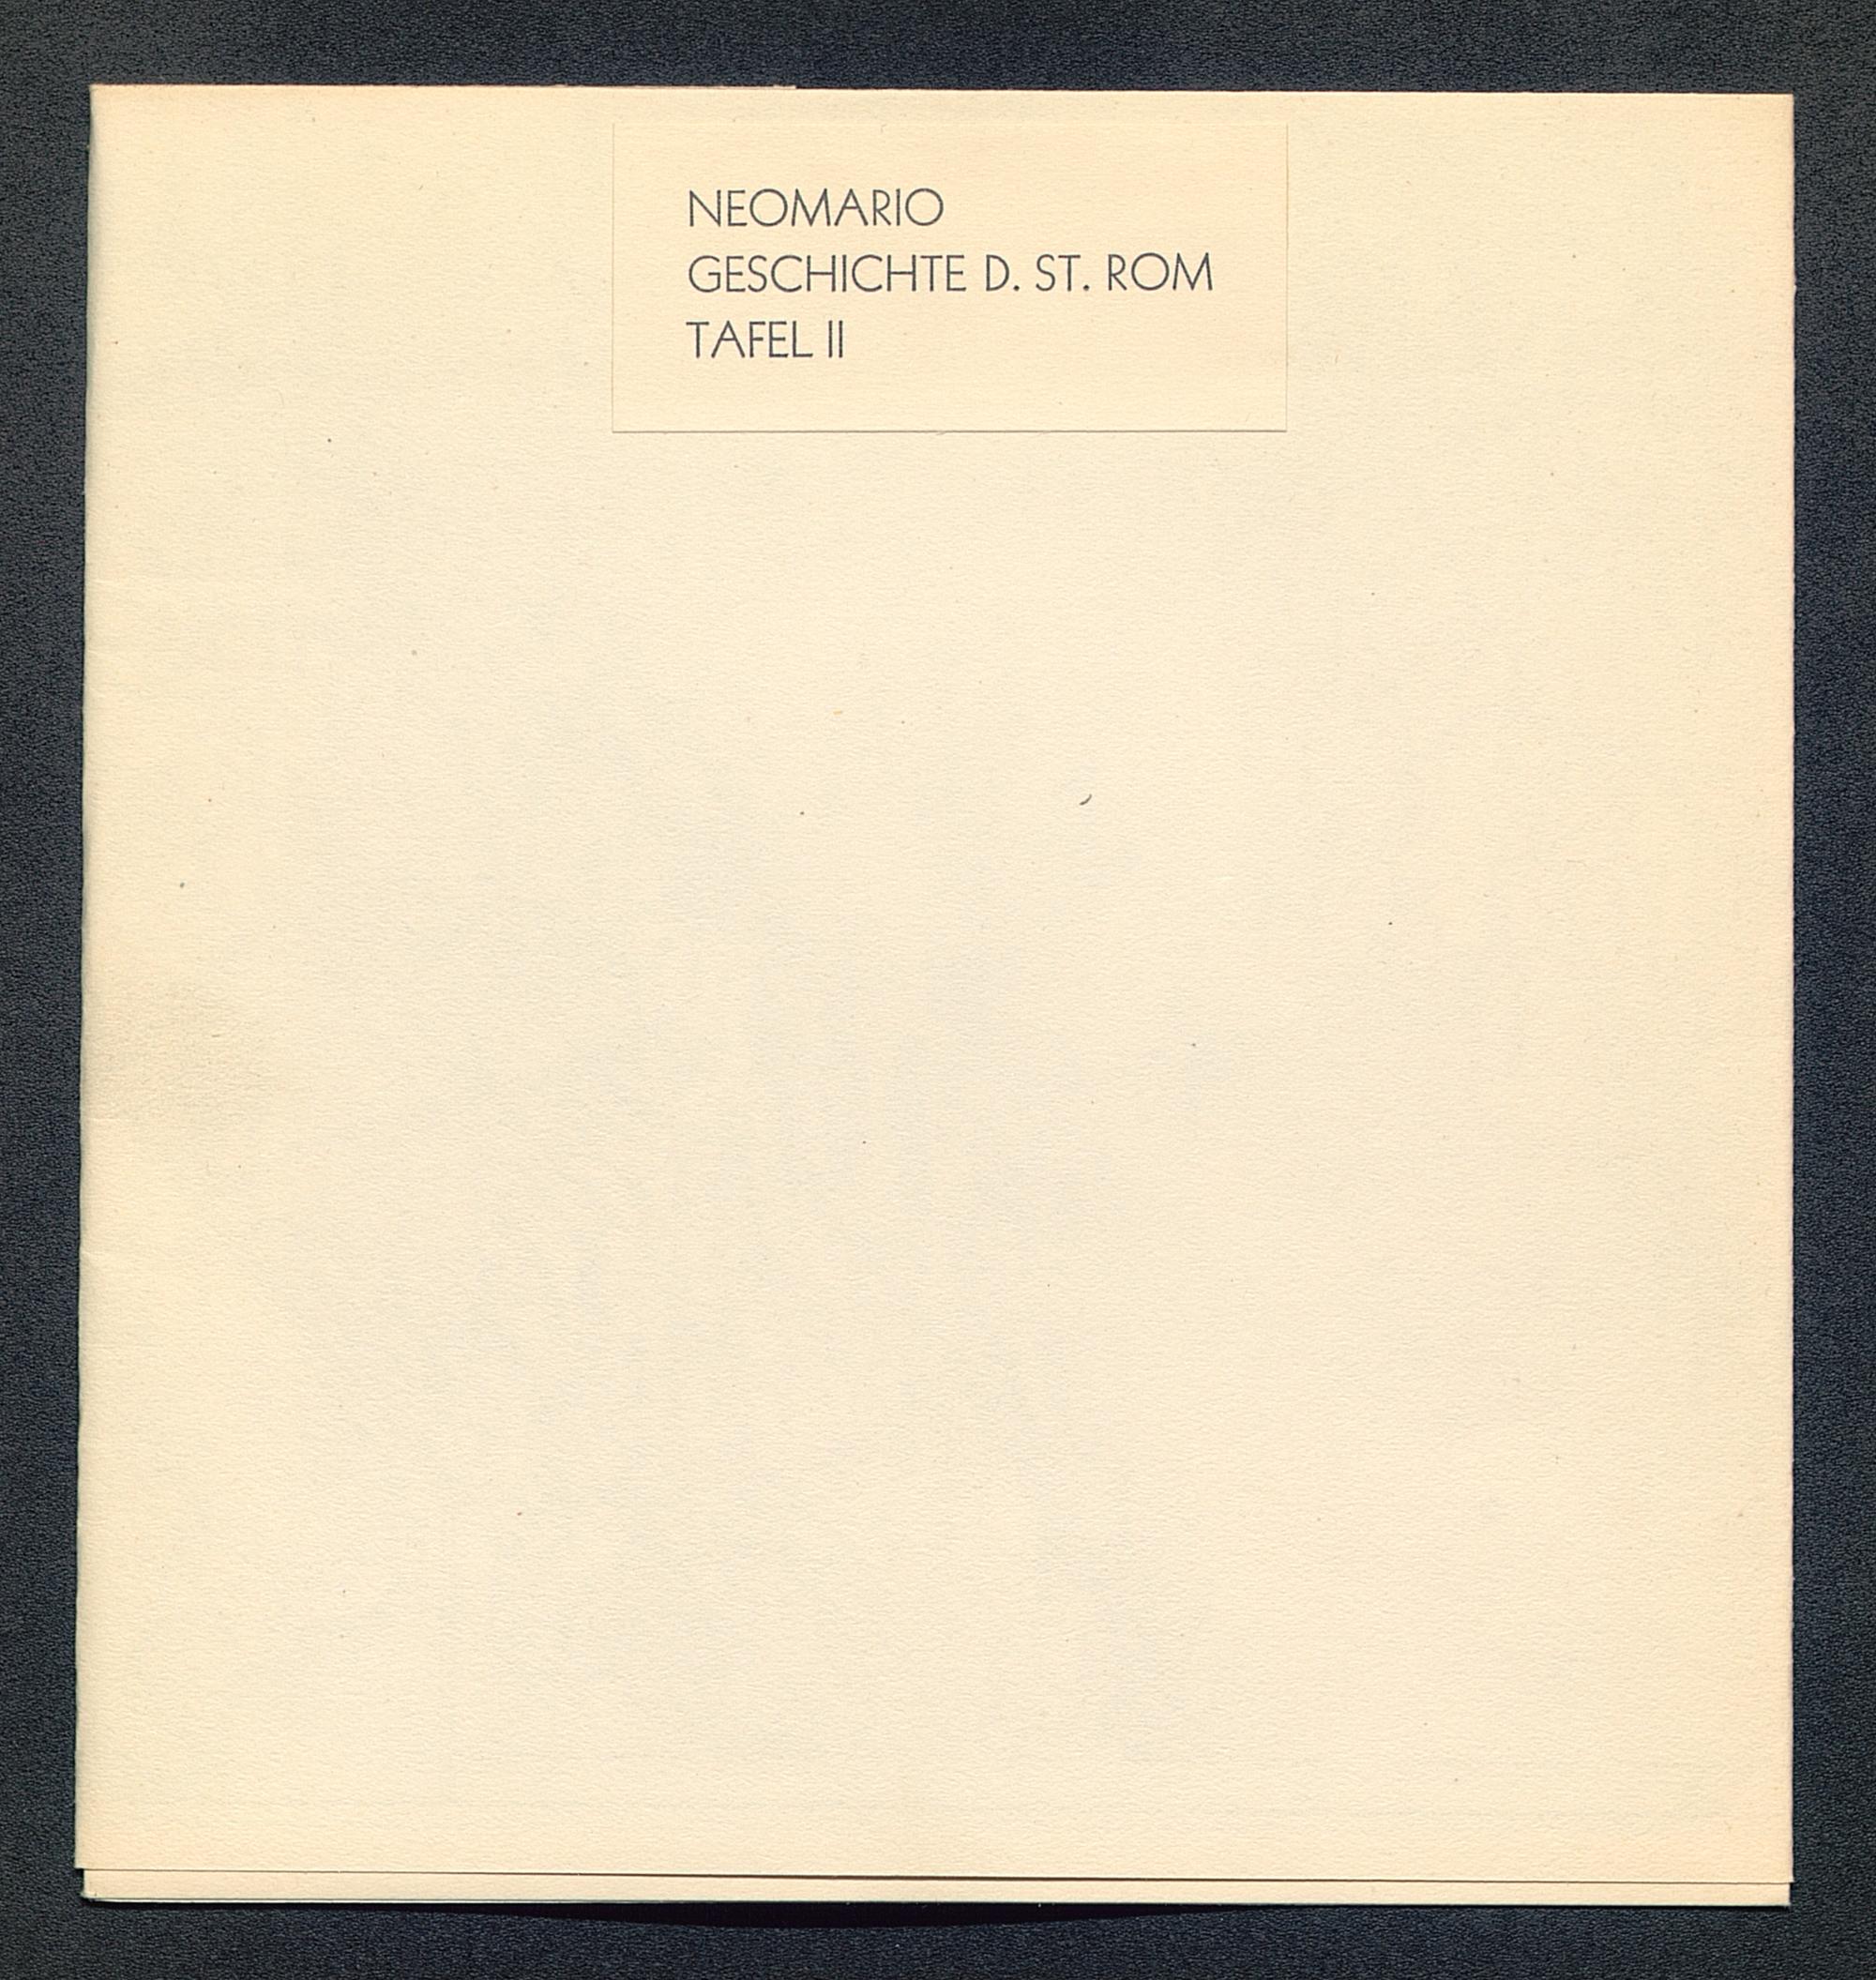 NEOMARIO
GESCHICHTE D. ST. ROM
TAFEL II